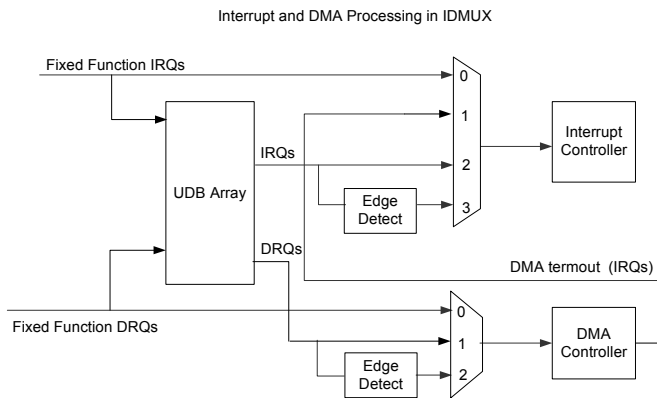 Interrupt and DMA Processing in IDMUX
Fixed Function IRQs
0
1
2
3
Interrupt
Controller
IRQs
UDB Array
Edge
Detect
DRQs
DMA termout (IRQs)
Fixed Function DRQs
0
1
2
DMA
Controller
Edge
Detect